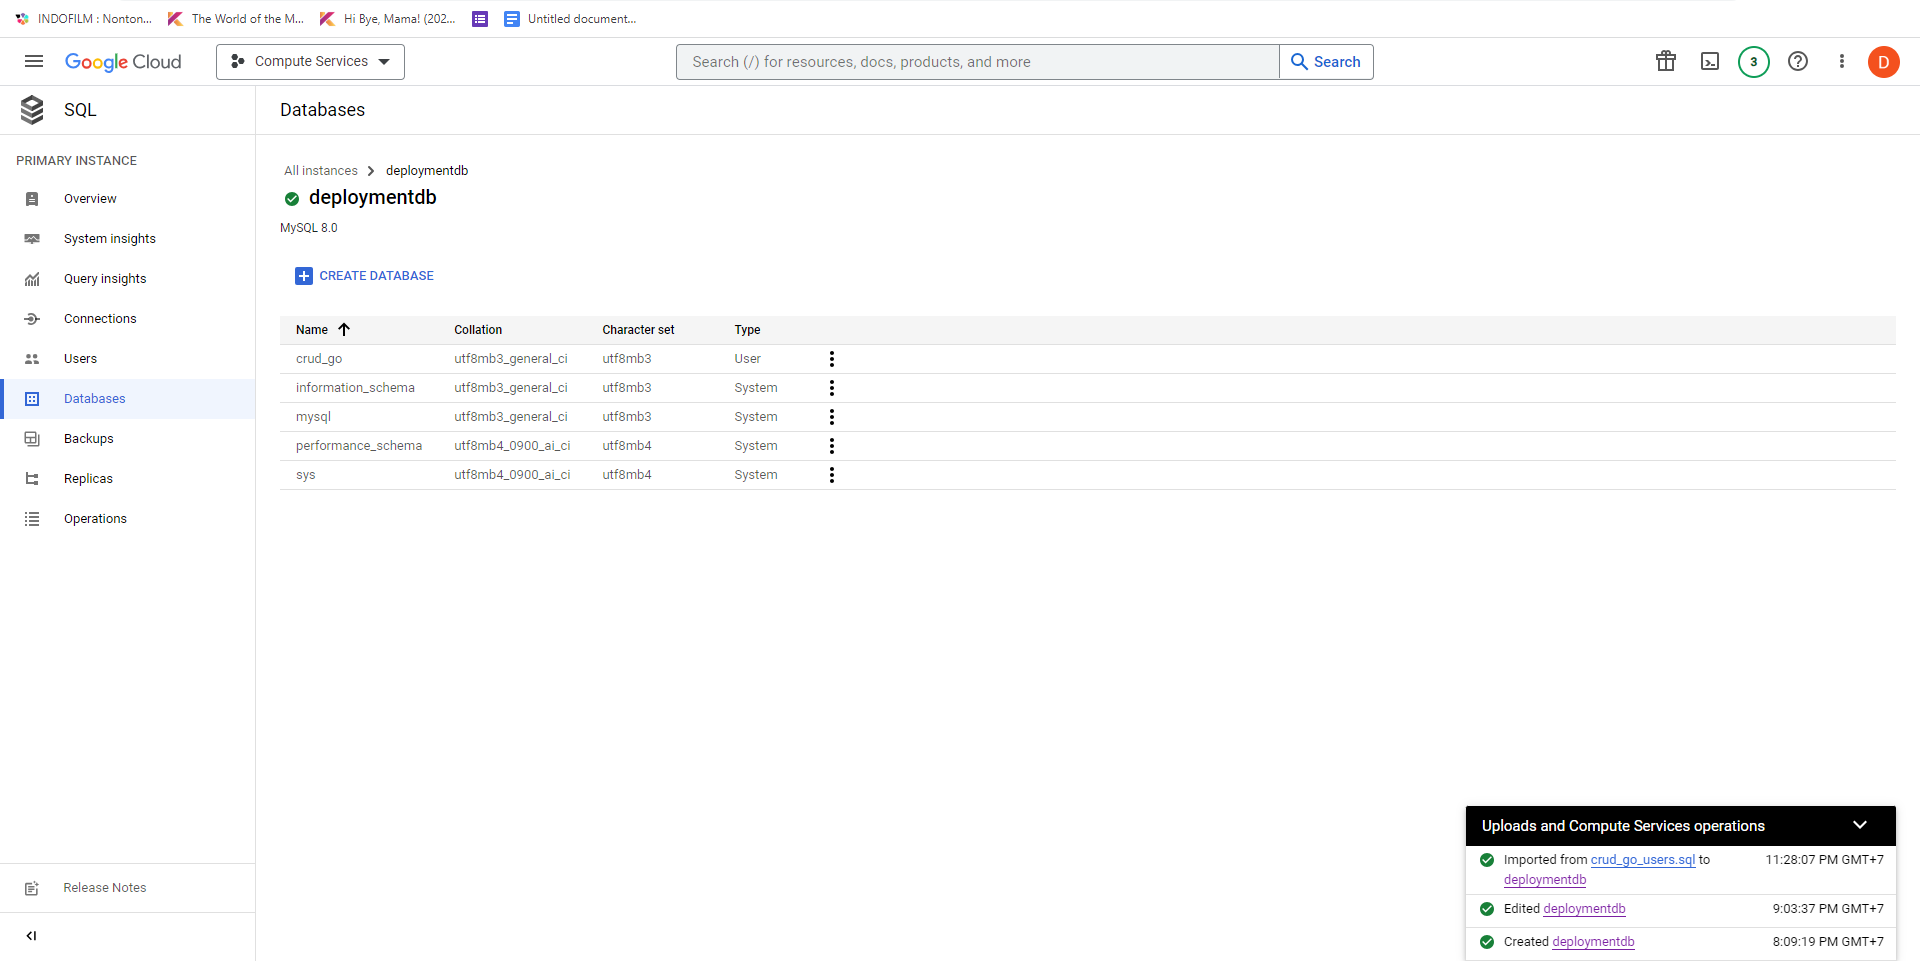 INDOFILM : Nonton...
The World of the M...
Hi Bye, Mama! (202...
Untitled document...
Google Cloud
Compute Services
Search (/) for resources, docs, products, and more
Search
3
D
SQL
Databases
PRIMARY INSTANCE
Overview
System insights
Query insights
Connections
Users
Databases
Backups
Replicas
Operations
Release Notes
All instances > deploymentdb
deploymentdb
MySQL 8.0
CREATE DATABASE
Name Collation Character set Type
crud_go utf8mb3_general_ci utf8mb3 User
information_schema utf8mb3_general_ci utf8mb3 System
mysql utf8mb3_general_ci utf8mb3 System
performance_schema utf8mb4_0900_ai_ci utf8mb4 System
sys utf8mb4_0900_ai_ci utf8mb4 System
Uploads and Compute Services operations
Imported from crud_go_users.sql to 11:28:07 PM GMT+7
deploymentdb
Edited deploymentdb 9:03:37 PM GMT+7
Created deploymentdb 8:09:19 PM GMT+7